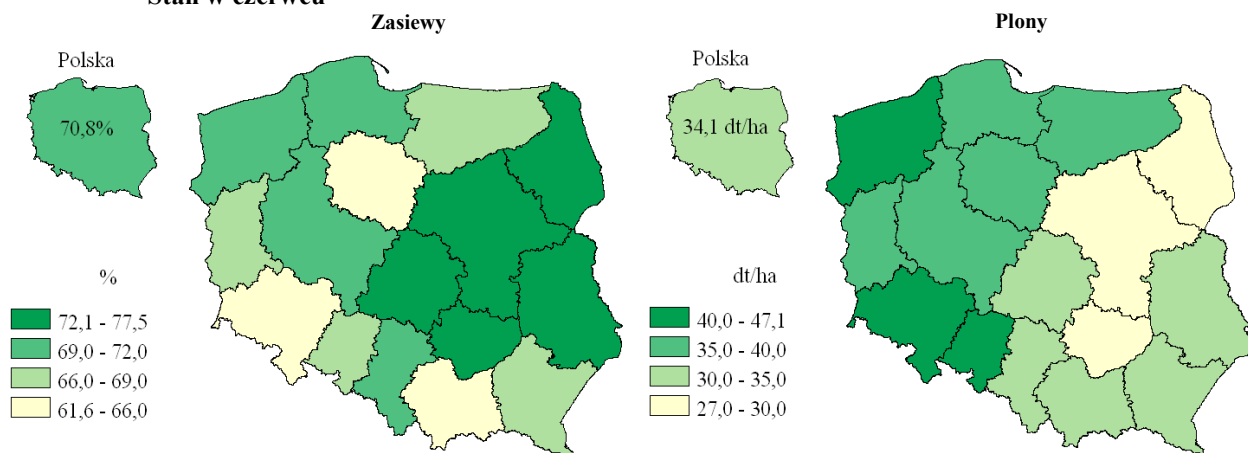 Stan w czerwcu
Zasiewy
Polska
70,8%
%
72,1 - 77,5
69,0 - 72,0
66,0 - 69,0
61,6 - 66,0
Plony
Polska
34,1 dt/ha
dt/ha
40,0 - 47,1
35,0 - 40,0
30,0 - 35,0
27,0 - 30,0